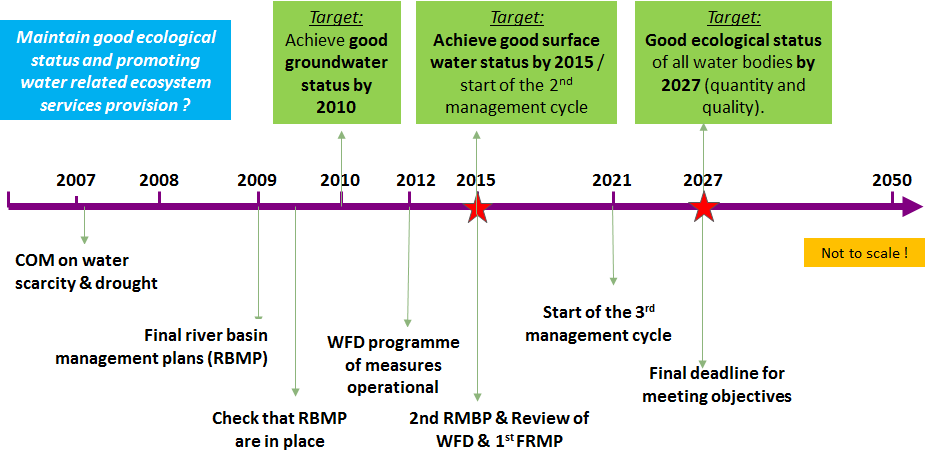 Maintain good ecological
status and promoting
water related ecosystem
services provision ?
Target:
Achieve good
groundwater
status by
2010
Target:
Achieve good surface
water status by 2015 /
start of the 2nd
management cycle
Target:
Good ecological status
of all water bodies by
2027 (quantity and
quality).
2007 2008 2009 2010 2012 2015 2021 2027 2050
Not to scale !
COM on water
scarcity & drought
Final river basin
management plans (RBMP)
Check that RBMP
are in place
WFD programme
of measures
operational
2nd RMBP & Review of
WFD & 1st FRMP
Start of the 3rd
management cycle
Final deadline for
meeting objectives